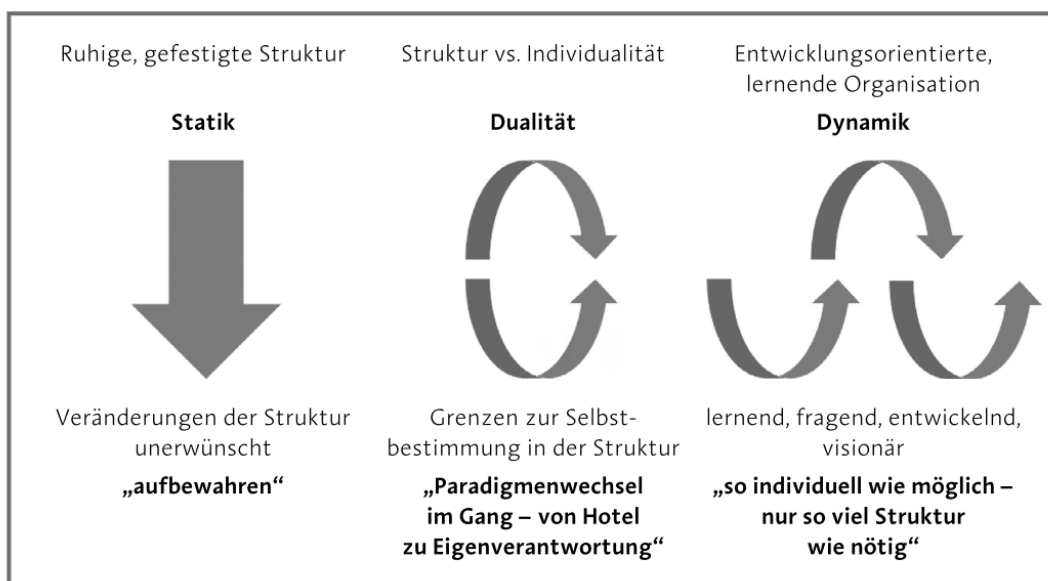 Ruhige, gefestigte Struktur
Statik
Veränderungen der Struktur
unerwünscht
„aufbewahren“
Struktur vs. Individualität
Dualität
Grenzen zur Selbst-
bestimmung in der Struktur
„Paradigmenwechsel
im Gang – von Hotel
zu Eigenverantwortung“
Entwicklungsorientierte,
lernende Organisation
Dynamik
lernend, fragend, entwickelnd,
visionär
„so individuell wie möglich –
nur so viel Struktur
wie nötig“